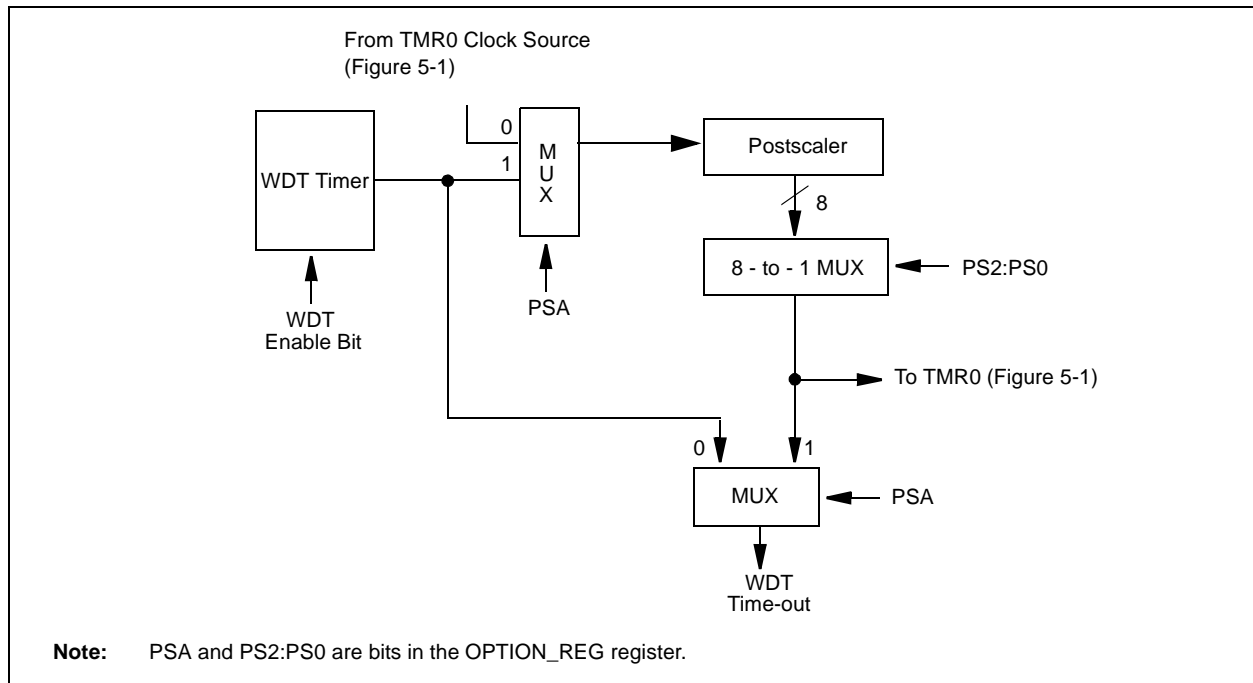 From TMR0 Clock Source
(Figure 5-1)
0
1
M
U
X
WDT Timer
Postscaler
8
8 - to - 1 MUX
PS2:PS0
PSA
WDT
Enable Bit
To TMR0 (Figure 5-1)
0
1
MUX
PSA
WDT
Time-out
Note: PSA and PS2:PS0 are bits in the OPTION_REG register.